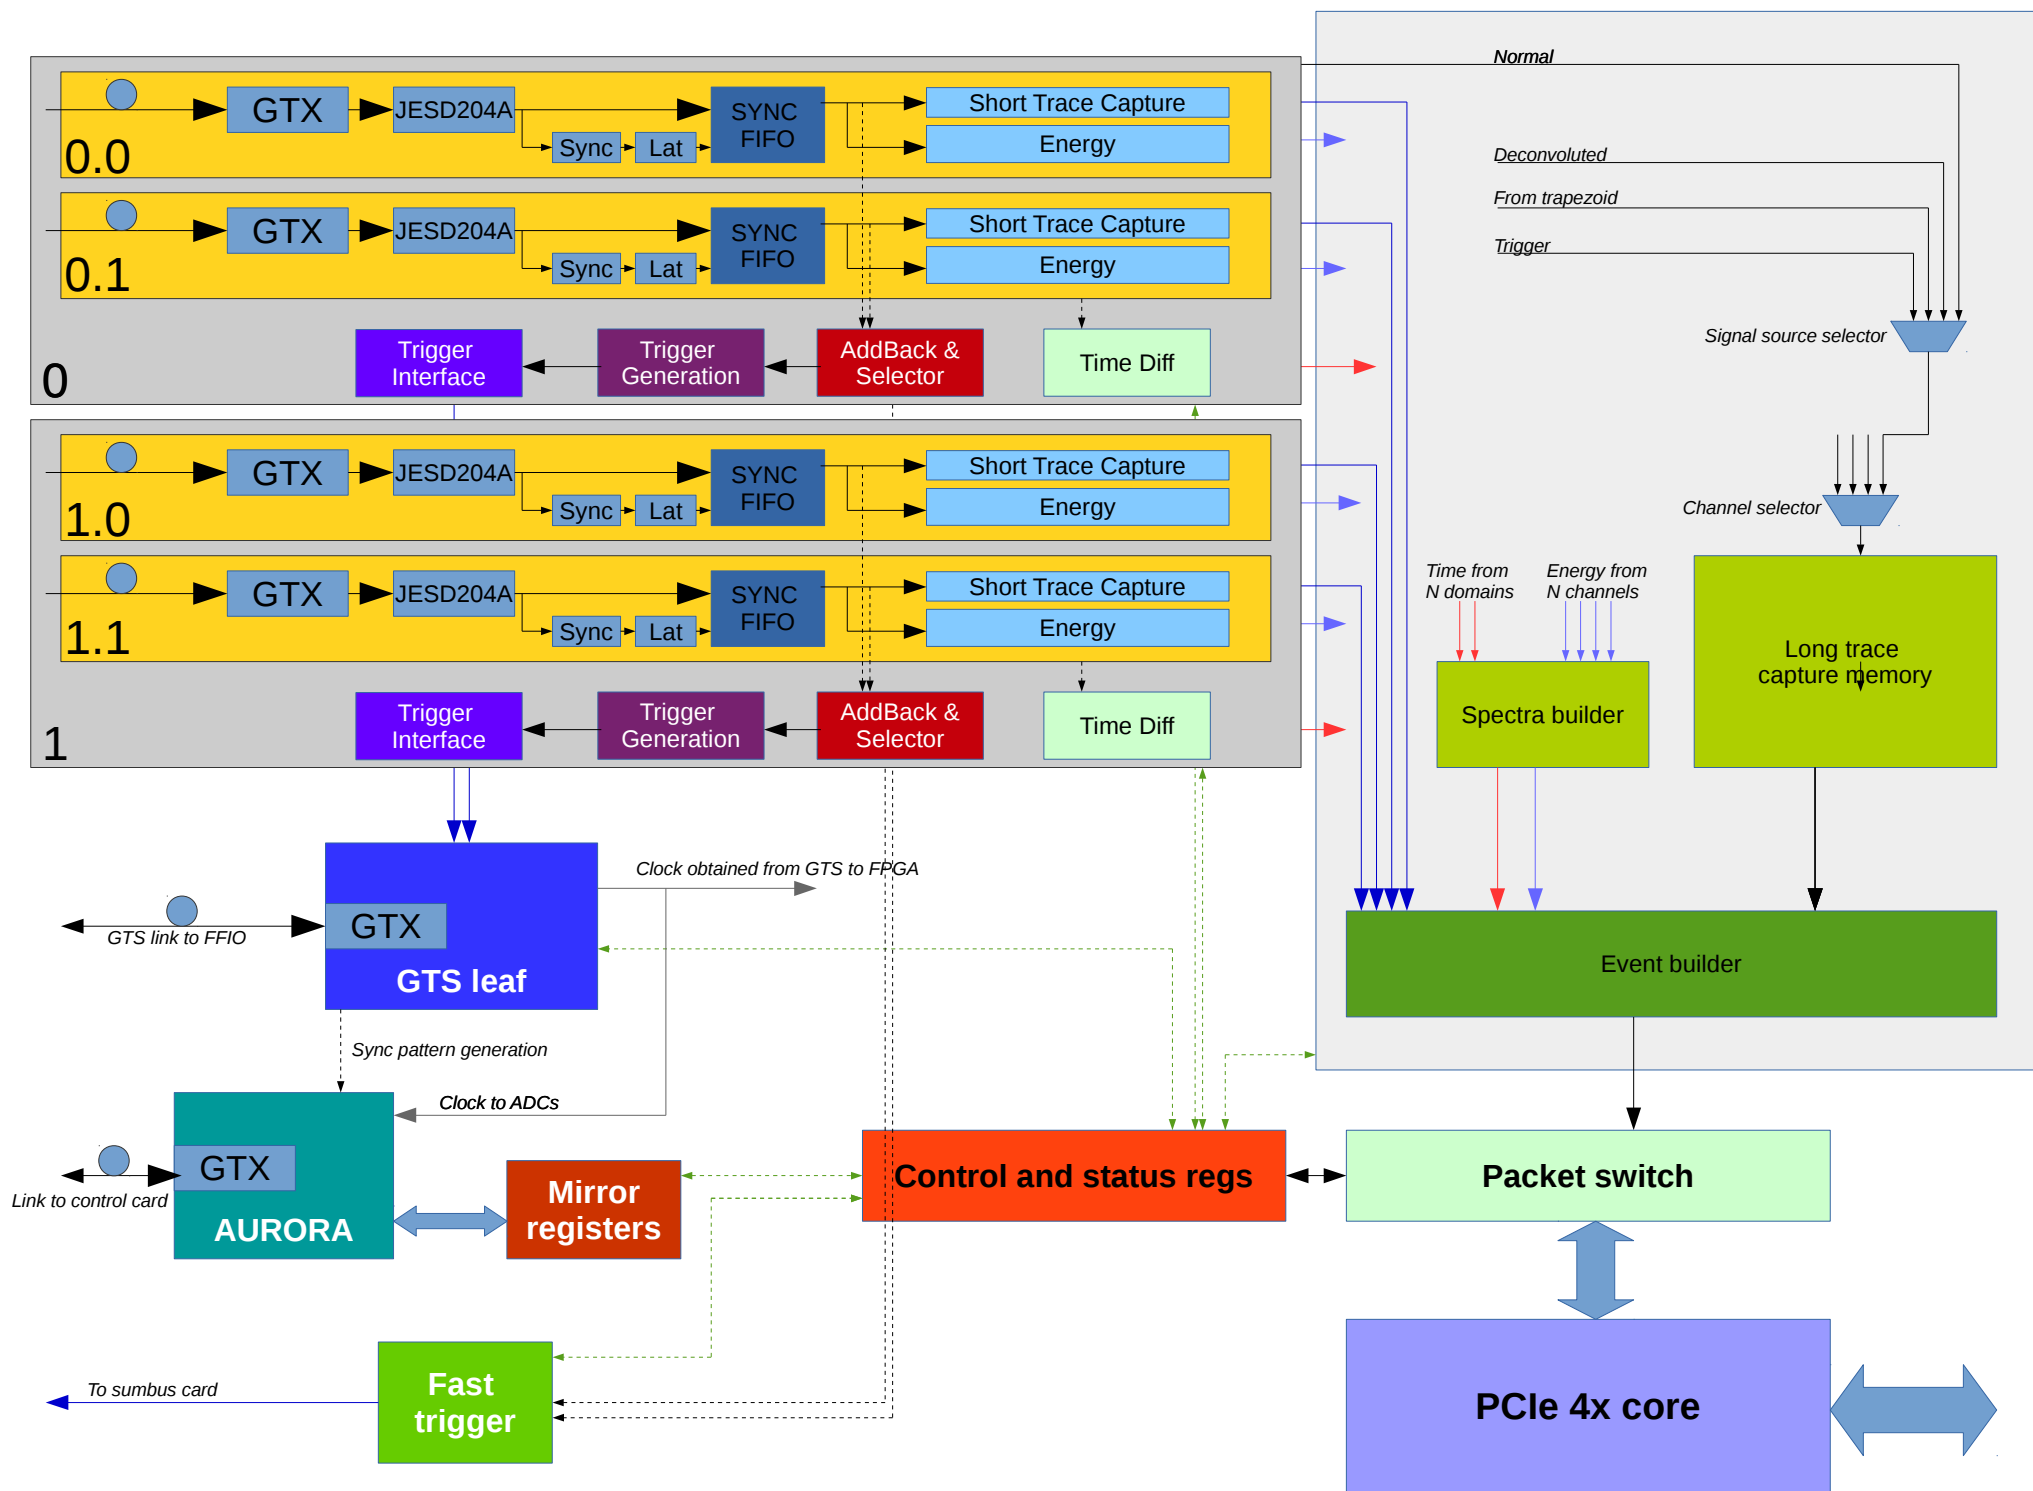 Normal
GTX
JESD204A
SYNC
FIFO
Short Trace Capture
Sync
Lat
Energy
0.0
GTX
JESD204A
SYNC
FIFO
Short Trace Capture
Sync
Lat
Energy
0.1
Trigger
Interface
Trigger
Generation
AddBack &
Selector
Time Diff
0
GTX
JESD204A
SYNC
FIFO
Short Trace Capture
Sync
Lat
Energy
1.0
GTX
JESD204A
SYNC
FIFO
Short Trace Capture
Sync
Lat
Energy
1.1
Trigger
Interface
Trigger
Generation
AddBack &
Selector
Time Diff
1
Deconvoluted
From trapezoid
Trigger
Signal source selector
Channel selector
Time from
N domains
Energy from
N channels
Long trace
capture memory
Spectra builder
Event builder
Clock obtained from GTS to FPGA
GTX
GTS link to FFIO
GTS leaf
Sync pattern generation
Clock to ADCs
GTX
Link to control card
AURORA
Mirror
registers
Control and status regs
Packet switch
To sumbus card
Fast
trigger
PCIe 4x core